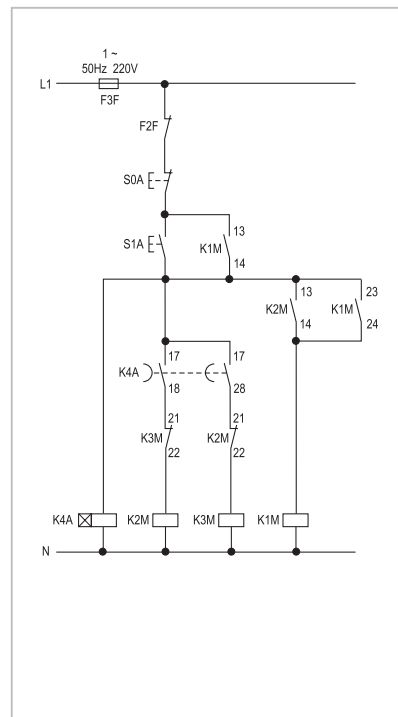 1 ~
50Hz 220V
L1
F3F
F2F
S0A
S1A
13
K1M
14
13
K2M
14
23
K1M
24
17
K4A
18
17
28
21
K3M
22
21
K2M
22
K4A
K2M
K3M
K1M
N